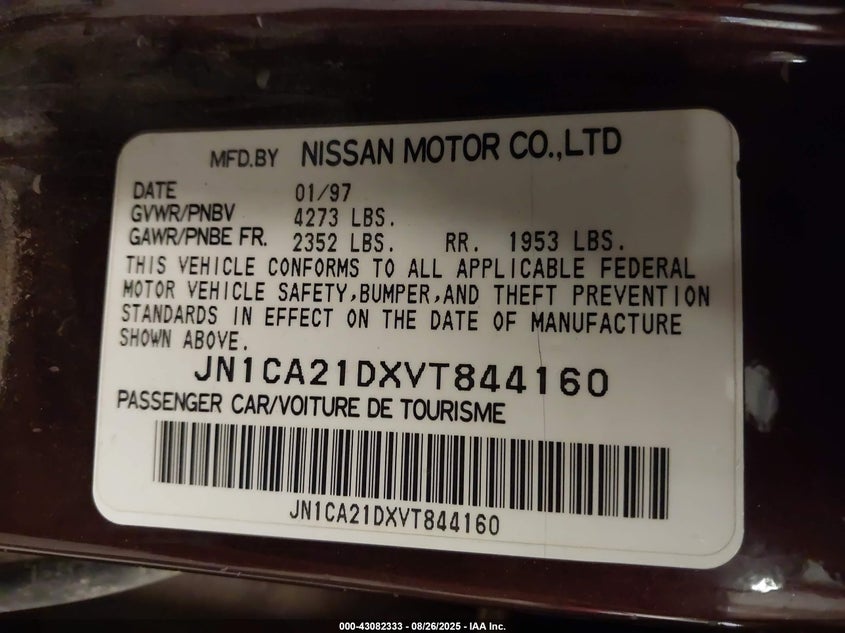 MFD.BY NISSAN MOTOR CO.,LTD
DATE 01/97
GVWR/PNBV 4273 LBS.
GAWR/PNBE FR. 2352 LBS. RR. 1953 LBS.
THIS VEHICLE CONFORMS TO ALL APPLICABLE FEDERAL
MOTOR VEHICLE SAFETY,BUMPER,AND THEFT PREVENTION
STANDARDS IN EFFECT ON THE DATE OF MANUFACTURE
SHOWN ABOVE.
JN1CA21DXVT844160
PASSENGER CAR/VOITURE DE TOURISME
JN1CA21DXVT844160
000-43082333 - 08/26/2025 - IAA Inc.